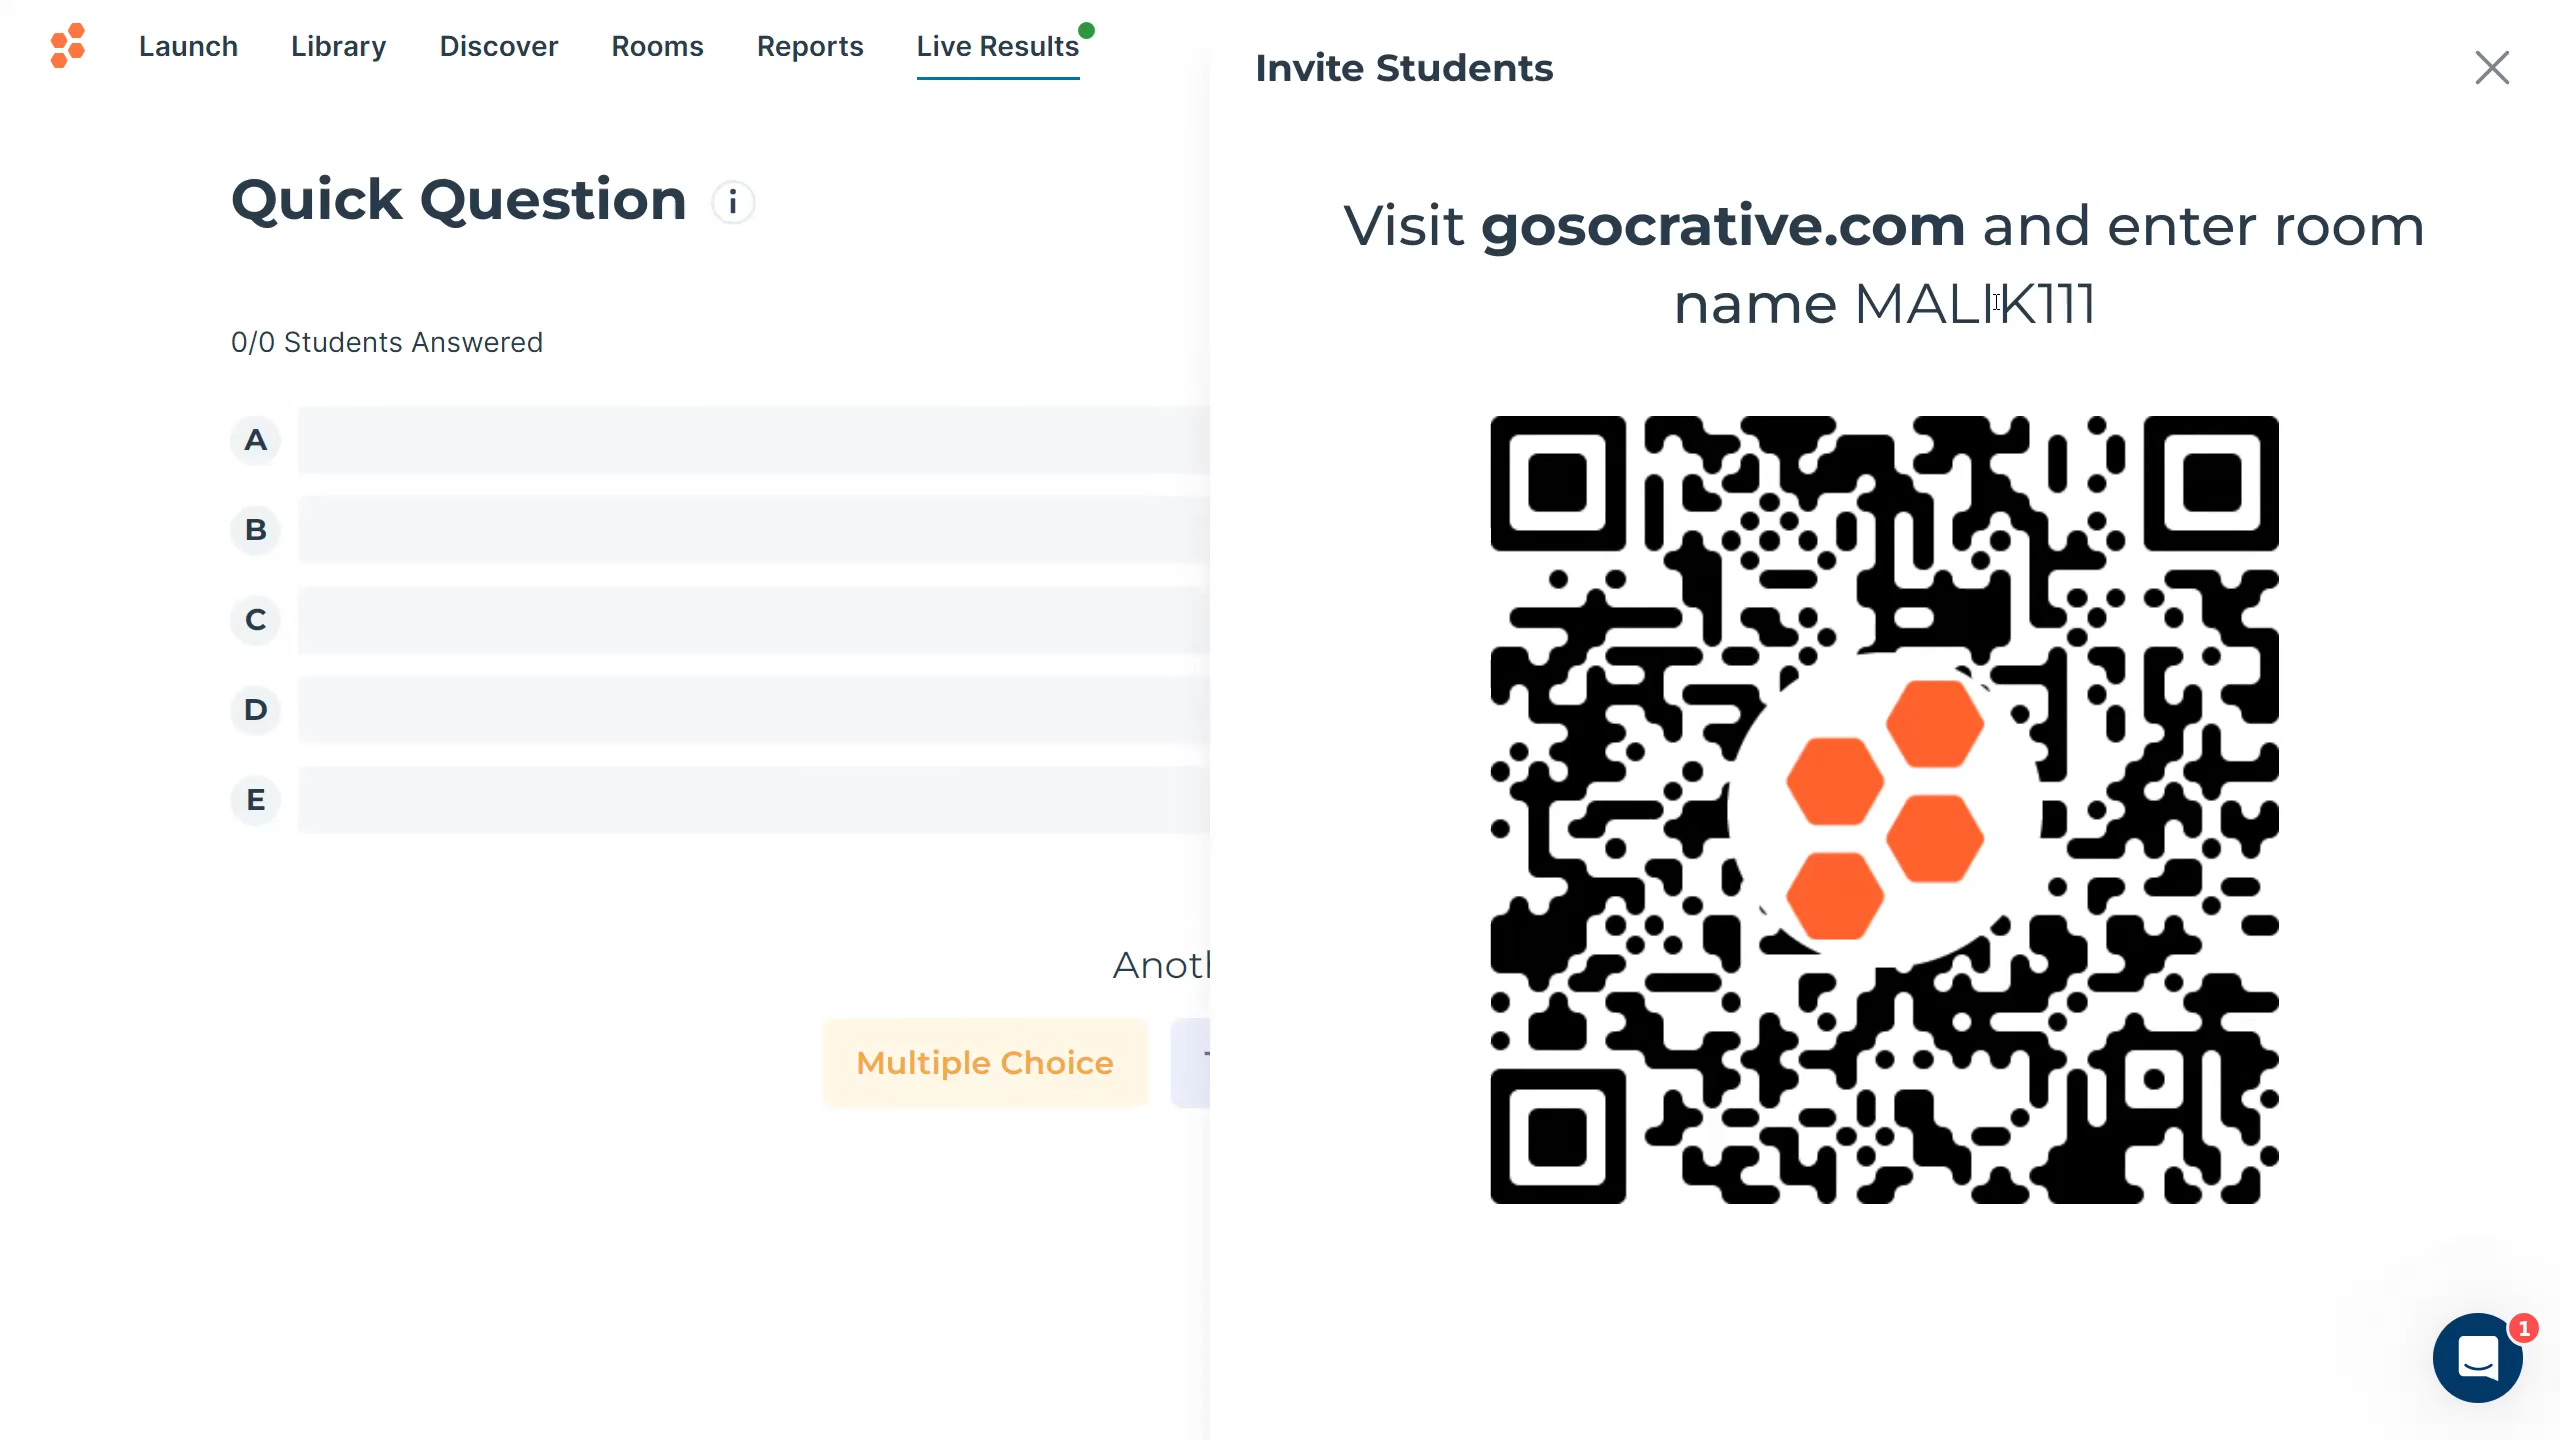 Launch
Library
Discover
Rooms
Reports
Live Results
Invite Students
Quick Question
i
Visit gosocrative.com and enter room
name MALIK111
0/0 Students Answered
A
B
C
D
E
Multiple Choice
1